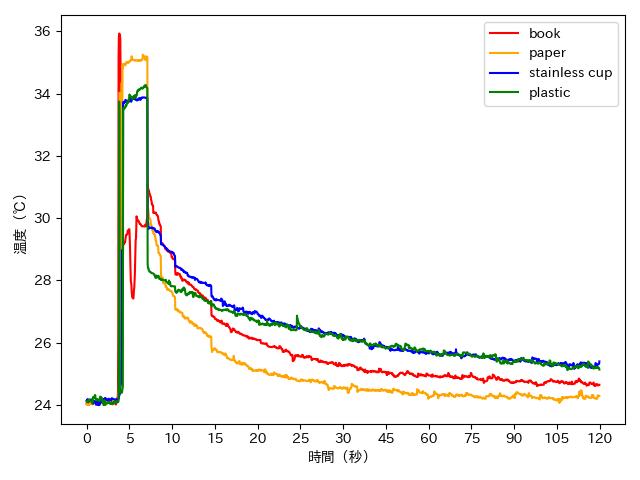 36
34
32
30
28
26
24
温度（℃）
book
paper
stainless cup
plastic
0 5 10 15 20 25 30 45 60 75 90 105 120
時間（秒）